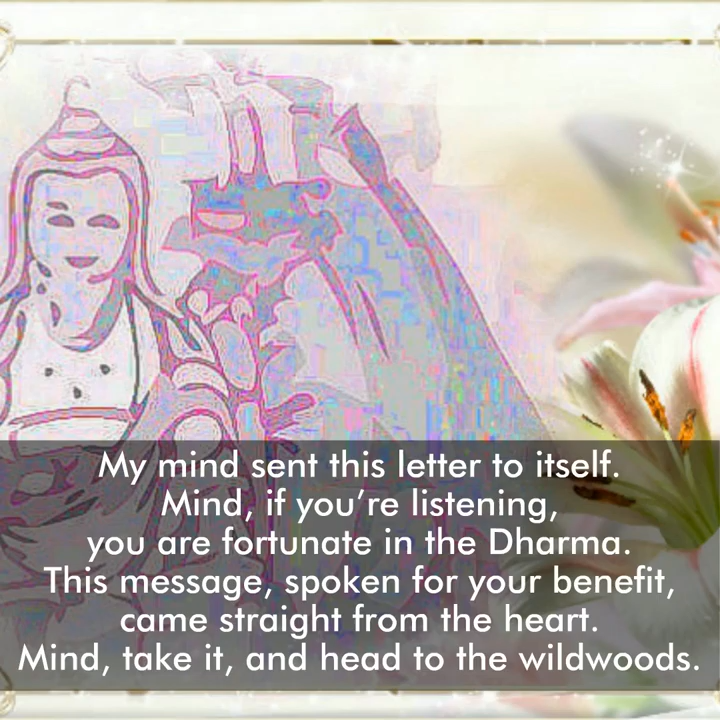 My mind sent this letter to itself.
Mind, if you’re listening,
you are fortunate in the Dharma.
This message, spoken for your benefit,
came straight from the heart.
Mind, take it, and head to the wildwoods.